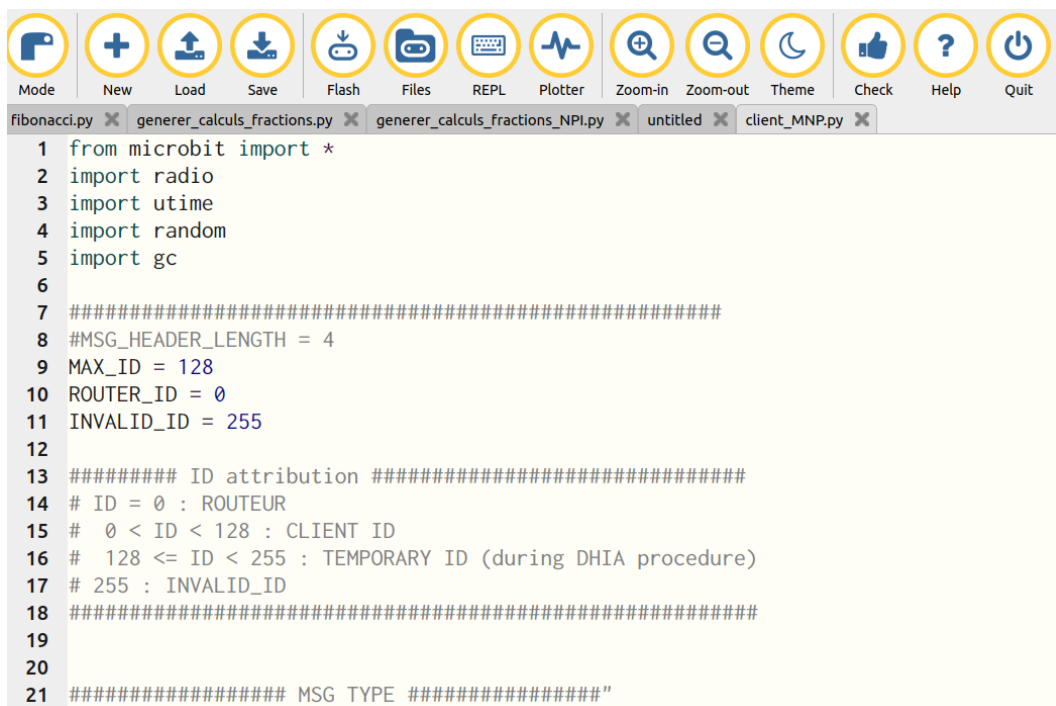 Mode New Load Save Flash Files REPL Plotter Zoom-in Zoom-out Theme Check Help Quit
fibonacci.py generer_calculs_fractions.py generer_calculs_fractions_NPI.py untitled client_MNP.py
1 from microbit import *
2 import radio
3 import utime
4 import random
5 import gc
6
7 ######################################################
8 #MSG_HEADER_LENGTH = 4
9 MAX_ID = 128
10 ROUTER_ID = 0
11 INVALID_ID = 255
12
13 ######### ID attribution ###############################
14 # ID = 0 : ROUTEUR
15 #  0 < ID < 128 : CLIENT ID
16 #  128 <= ID < 255 : TEMPORARY ID (during DHIA procedure)
17 # 255 : INVALID_ID
18 #########################################################
19
20
21 ################## MSG TYPE ################"